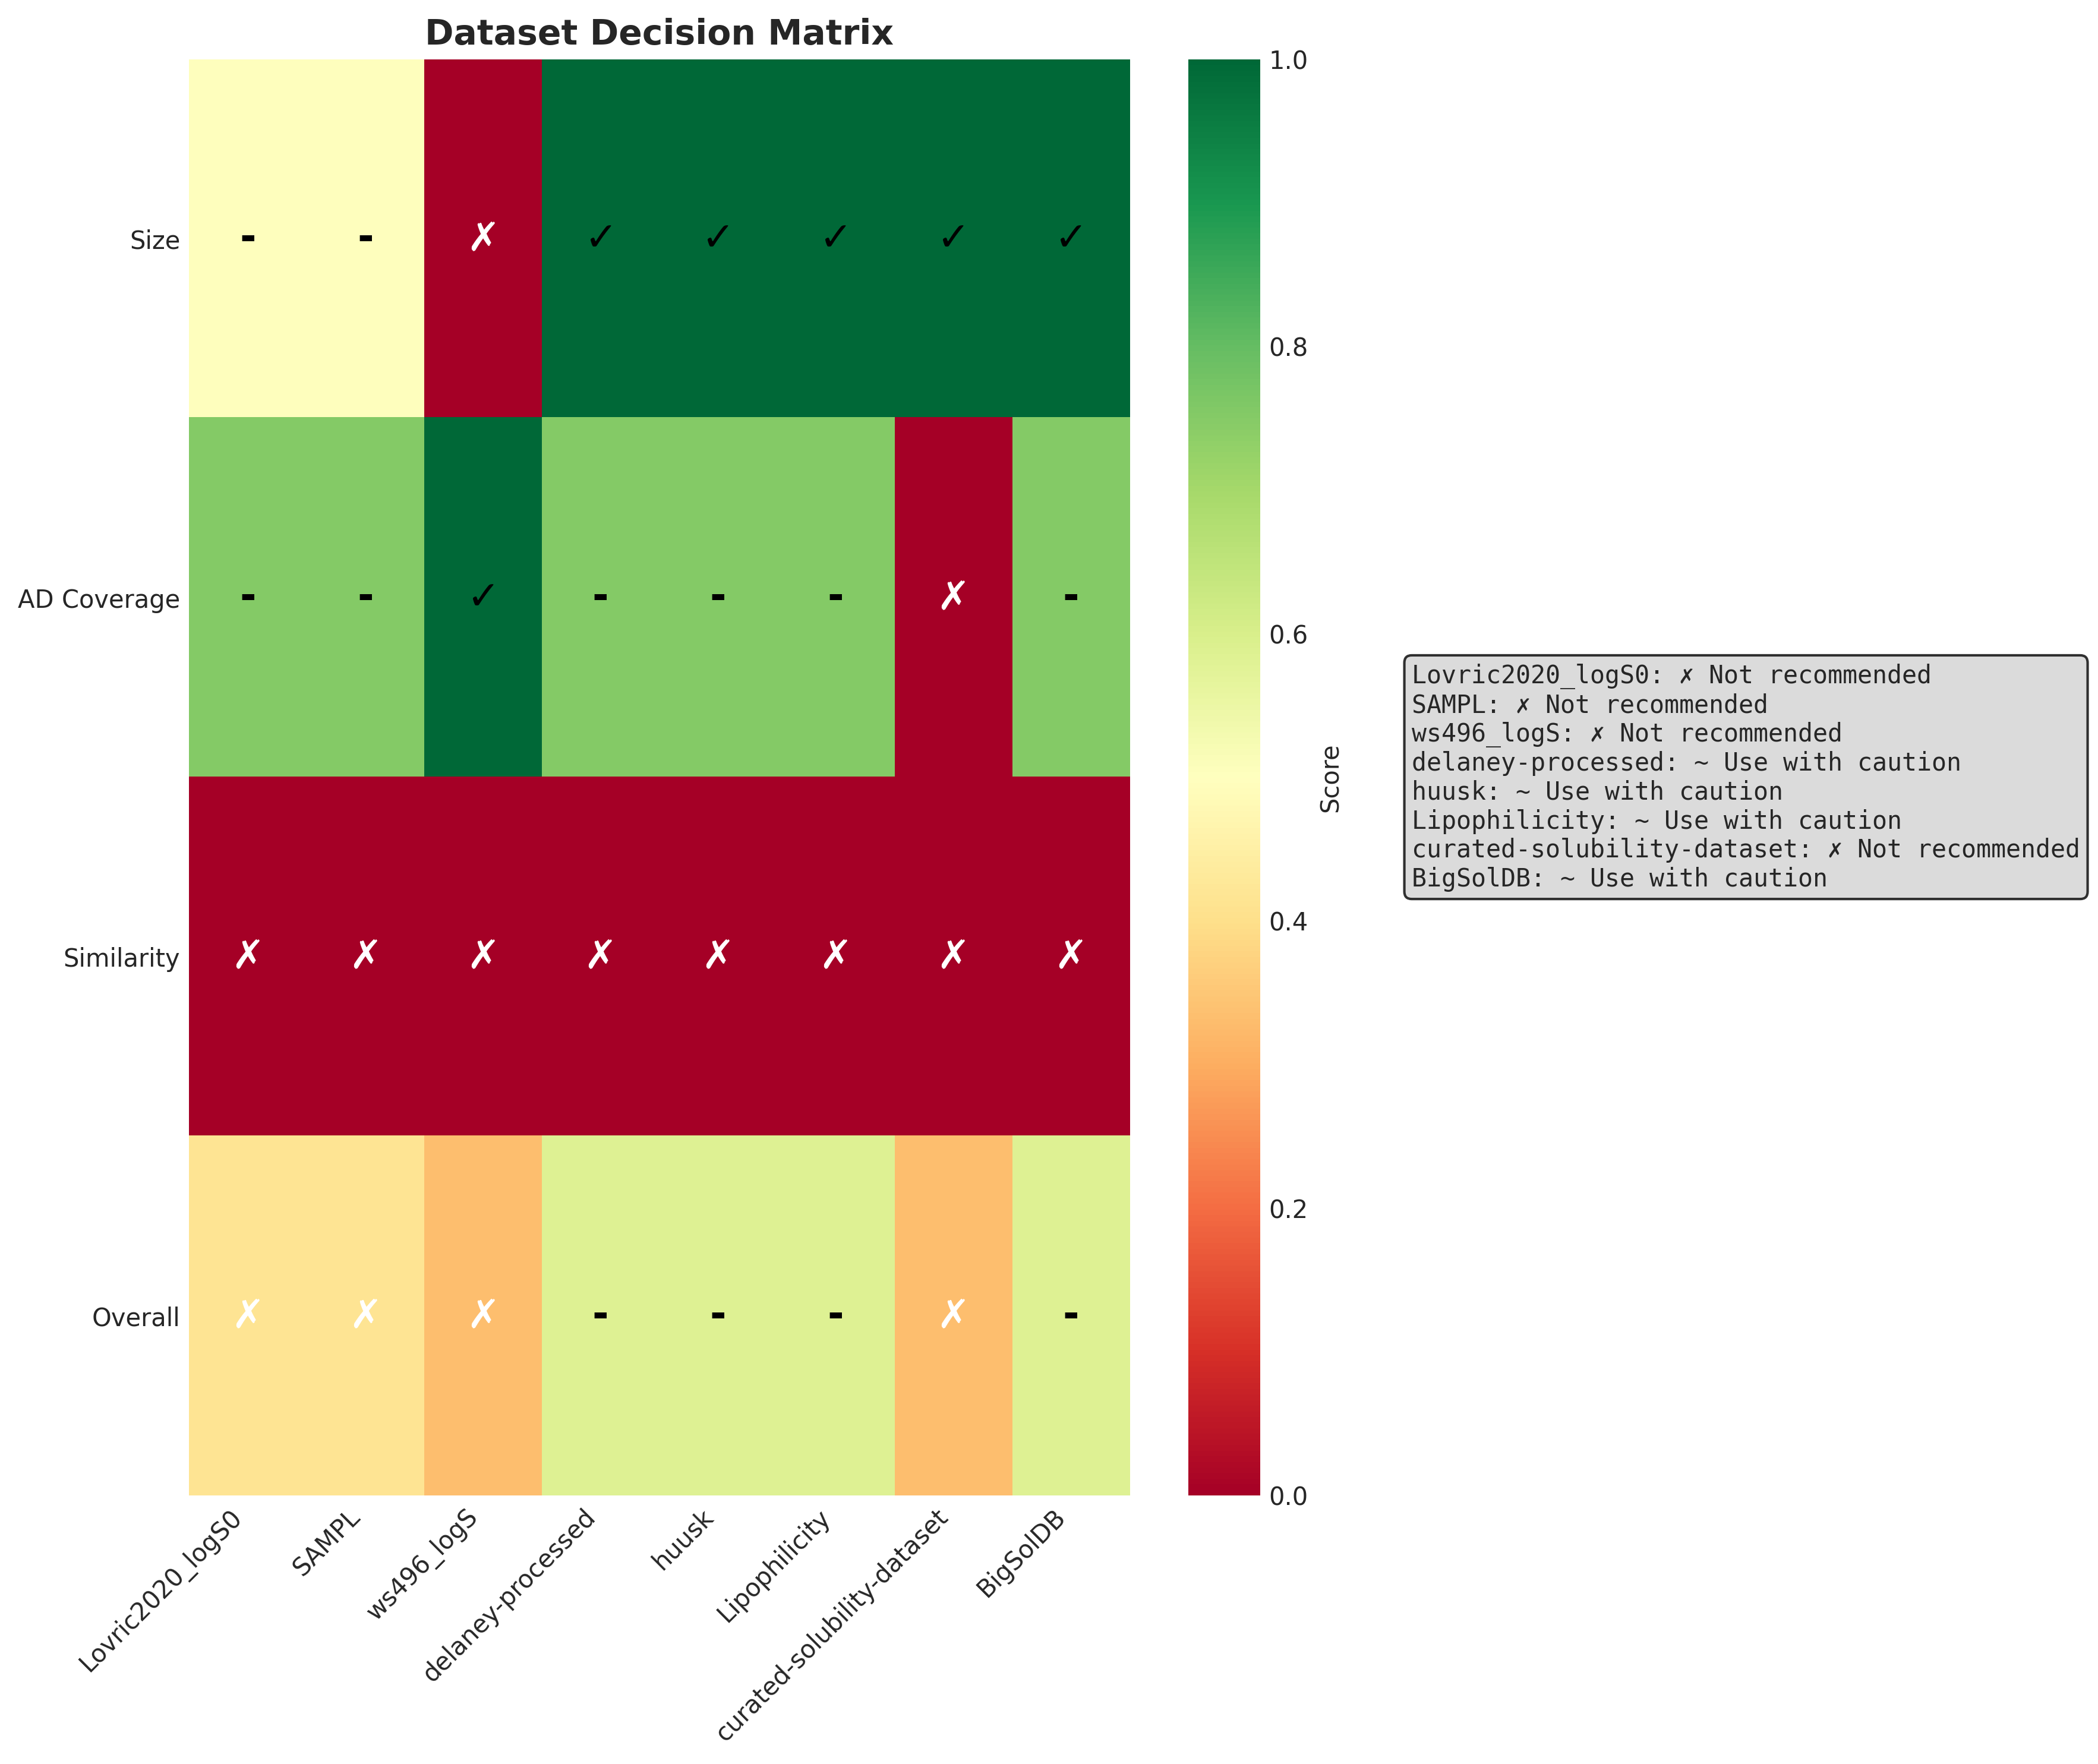 Dataset Decision Matrix
Size
- - ✗ ✓ ✓ ✓ ✓ ✓
AD Coverage
- - ✓ - - - ✗ -
Similarity
✗ ✗ ✗ ✗ ✗ ✗ ✗ ✗
Overall
✗ ✗ ✗ - - - ✗ -
Lovric2020_logS0
SAMPL
ws496_logS
delaney-processed
huusk
Lipophilicity
curated-solubility-dataset
BigSolDB
1.0
0.8
0.6
0.4
0.2
0.0
Score
Lovric2020_logS0: ✗ Not recommended
SAMPL: ✗ Not recommended
ws496_logS: ✗ Not recommended
delaney-processed: ~ Use with caution
huusk: ~ Use with caution
Lipophilicity: ~ Use with caution
curated-solubility-dataset: ✗ Not recommended
BigSolDB: ~ Use with caution